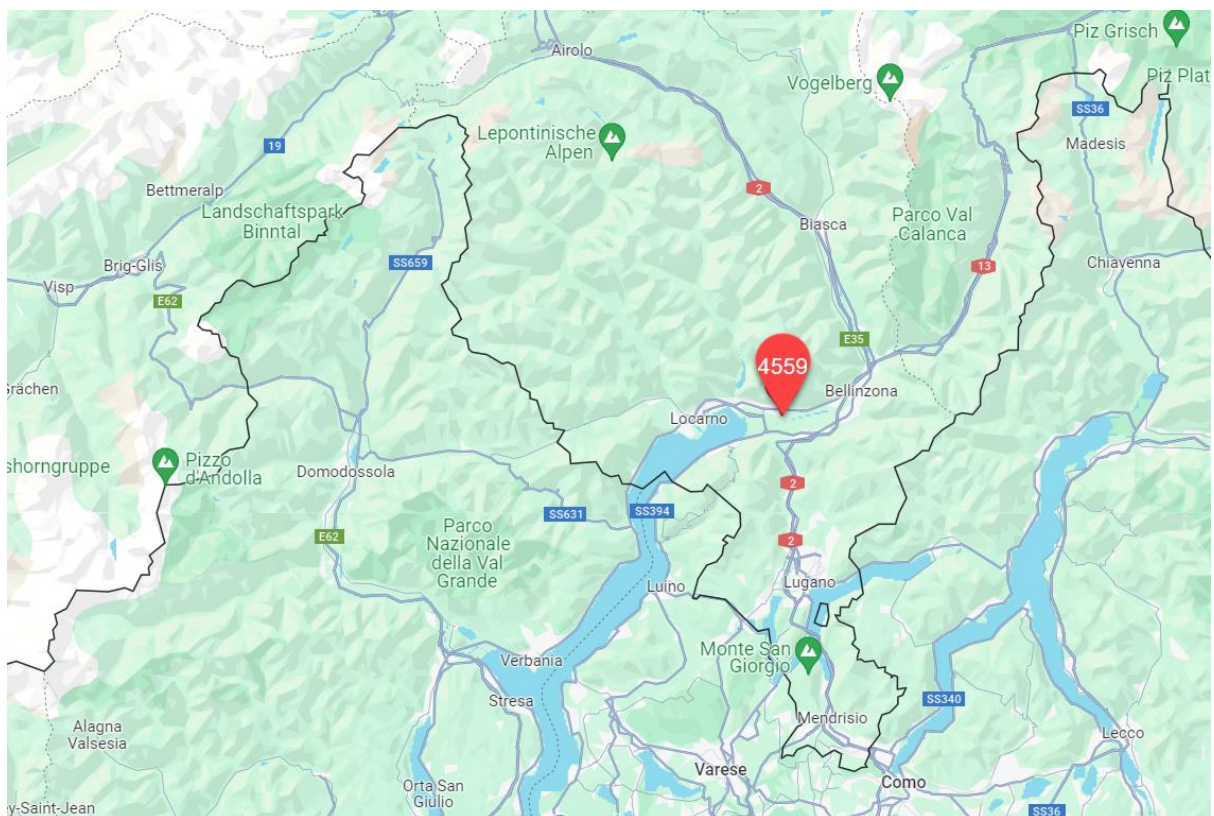 Piz Grisch
Airolo
Vogelberg
Piz Plat
SS36
Lepontinische
Alpen
Madesis
19
Bettmeralp
2
Landschaftspark
Binntal
Parco Val
Calanca
Biasca
Brig-Glis
SS659
13
Chiavenna
Visp
E62
E35
4559
Grächen
Bellinzona
Locarno
shorngruppe
Pizzo
d'Andolla
Domodossola
2
SS631
SS394
E62
Parco
Nazionale
della Val
Grande
2
Luino
Lugano
Verbania
Monte San
Giorgio
Stresa
SS340
Mendrisio
Alagna
Valsesia
Lecco
Varese
Como
Orta San
Giulio
ey-Saint-Jean
SS36